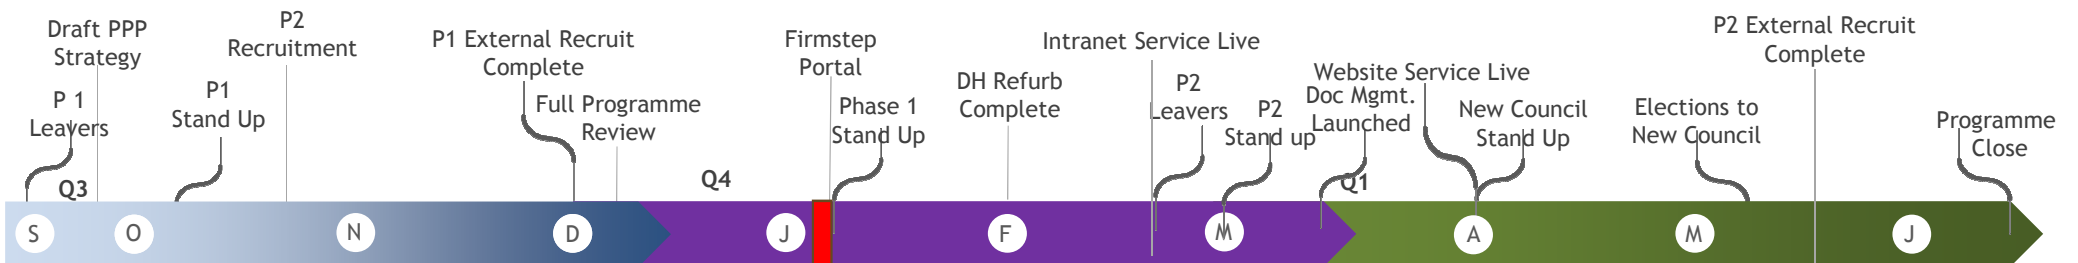 Draft PPP
Strategy
P2
Recruitment
P 1
Leavers
P1
Stand Up
P1 External Recruit
Complete
Full Programme
Review
Firmstep
Portal
Phase 1
Stand Up
DH Refurb
Complete
Intranet Service Live
P2
Leavers
P2
Stand up
Website Service Live
Doc Mgmt.
Launched
New Council
Stand Up
Elections to
New Council
P2 External Recruit
Complete
Programme
Close
Q3
Q4
Q1
S O N D J F M A M J